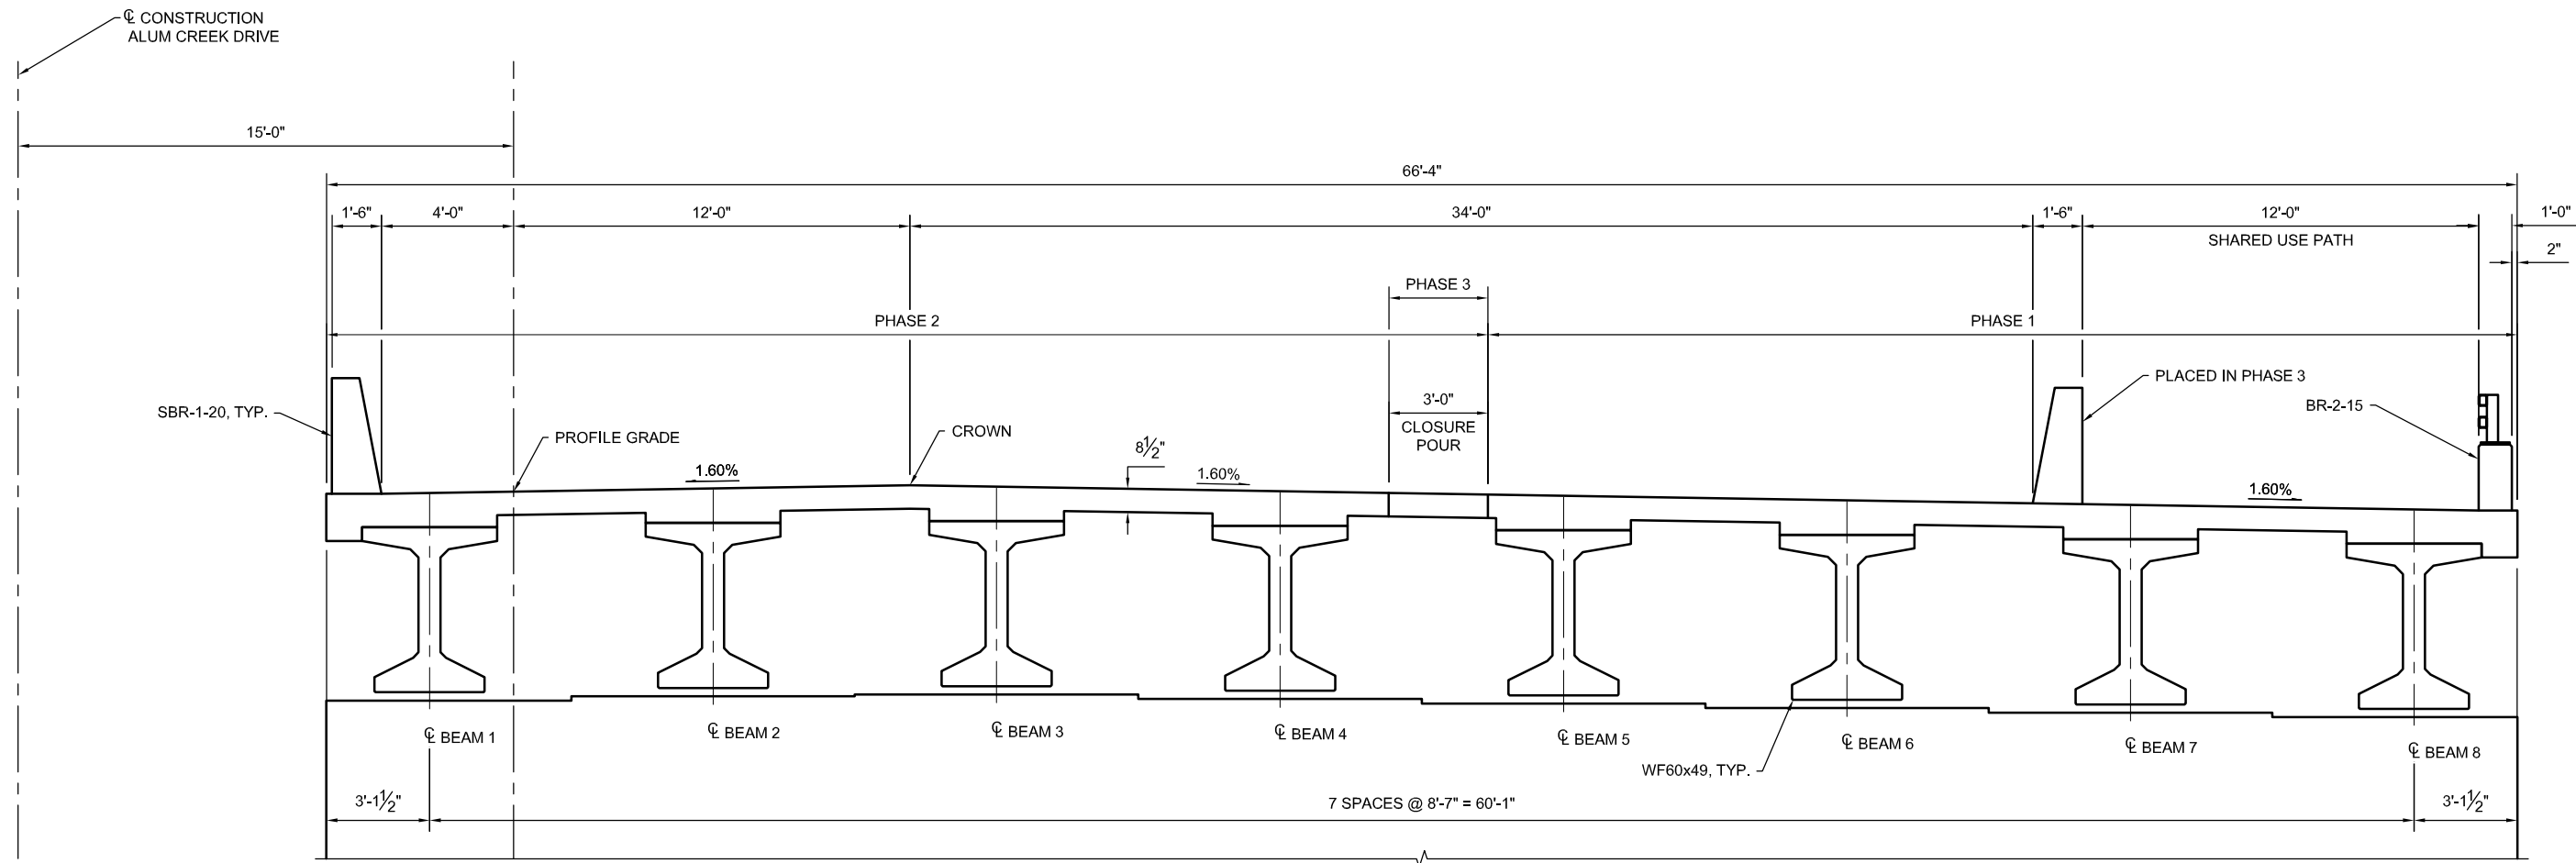 ℄ CONSTRUCTION
ALUM CREEK DRIVE
15'-0"
66'-4"
1'-6"
4'-0"
12'-0"
34'-0"
1'-6"
12'-0"
1'-0"
SHARED USE PATH
2"
PHASE 3
PHASE 2
PHASE 1
PLACED IN PHASE 3
SBR-1-20, TYP.
3'-0"
CLOSURE
POUR
BR-2-15
PROFILE GRADE
CROWN
8½"
1.60%
1.60%
1.60%
℄ BEAM 1
℄ BEAM 2
℄ BEAM 3
℄ BEAM 4
℄ BEAM 5
℄ BEAM 6
℄ BEAM 7
℄ BEAM 8
WF60x49, TYP.
3'-1½"
7 SPACES @ 8'-7" = 60'-1"
3'-1½"